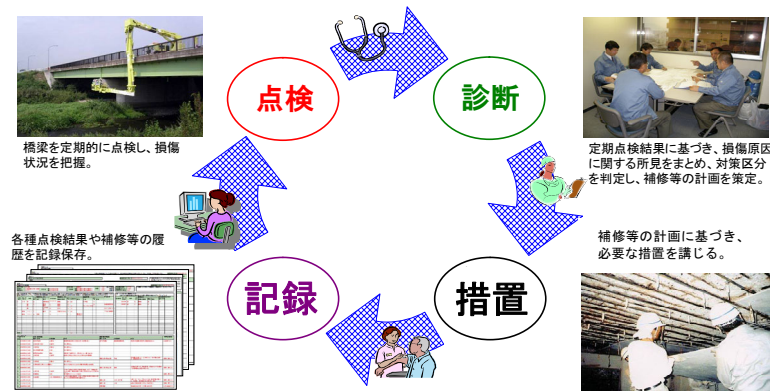 点検
診断
橋梁を定期的に点検し、損傷
状況を把握。
定期点検結果に基づき、損傷原因
に関する所見をまとめ、対策区分
を判定し、補修等の計画を策定。
各種点検結果や補修等の履
歴を記録保存。
補修等の計画に基づき、
必要な措置を講じる。
記録
措置